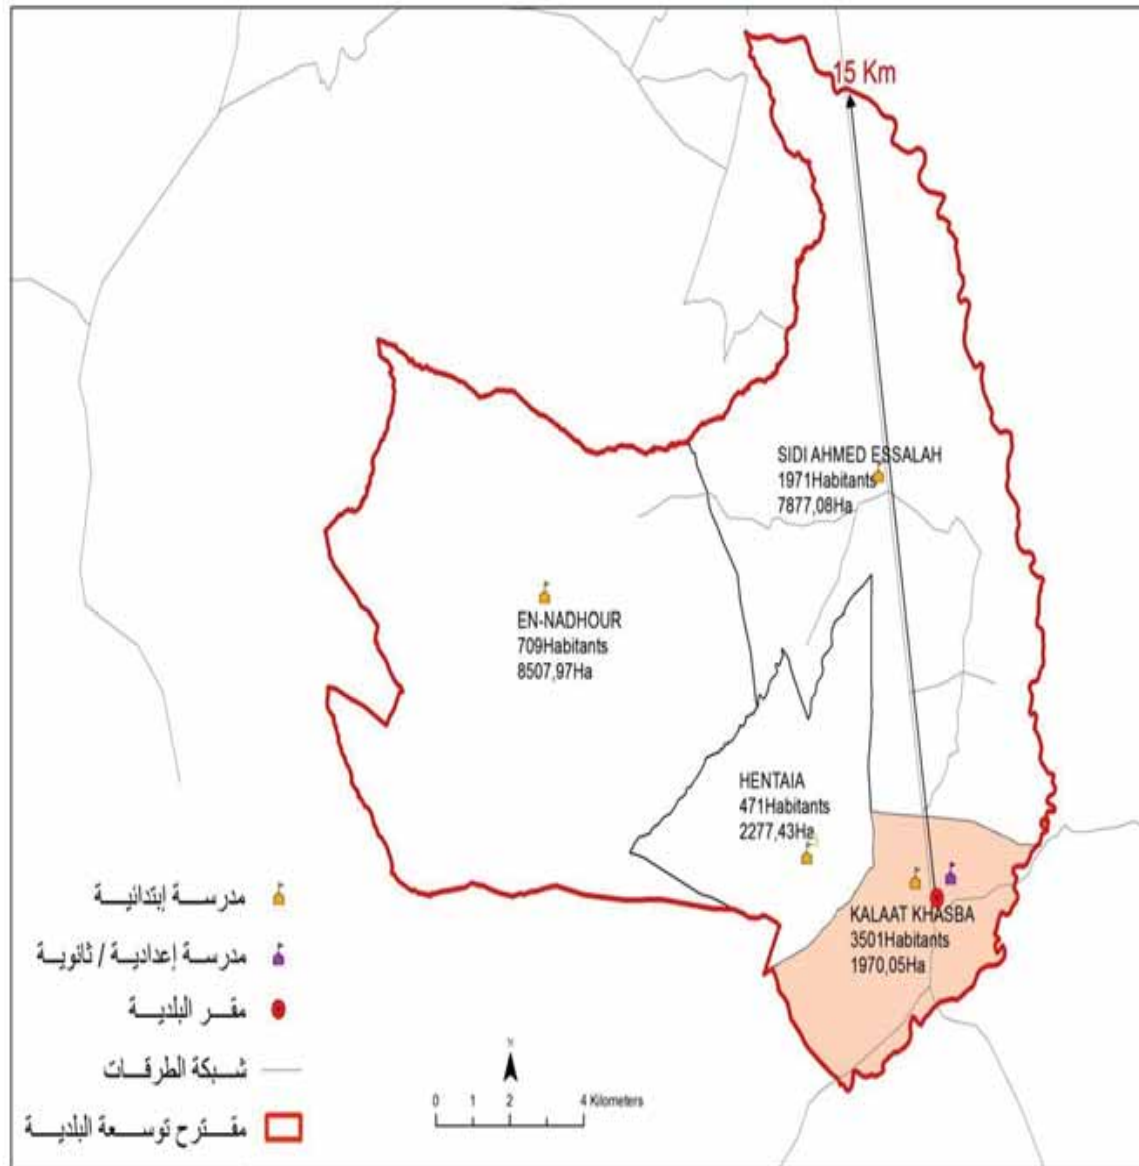 15 Km
SIDI AHMED ESSALAH
1971Habitants
7877,08Ha
EN-NADHOUR
709Habitants
8507,97Ha
HENTAIA
471Habitants
2277,43Ha
KALAAT KHASBA
3501Habitants
1970,05Ha
مدرسة إبتدائية
مدرسة إعدادية / ثانوية
مقر البلدية
شبكة الطرقات
مقترح توسعة البلدية
N
0 1 2 4 Kilometers